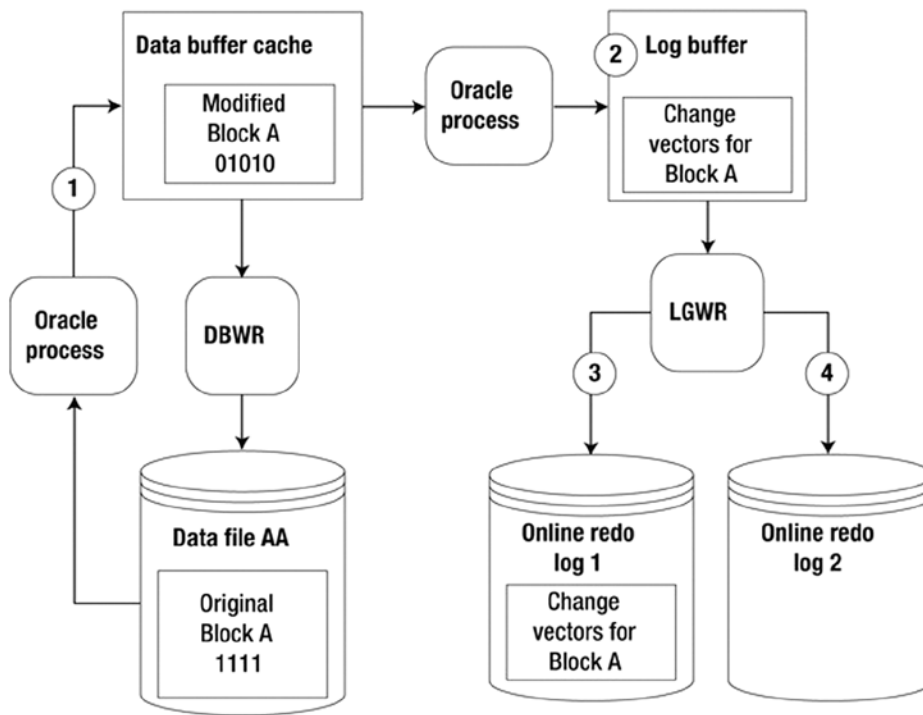 Data buffer cache
Modified
Block A
01010
Oracle
process
2
Log buffer
Change
vectors for
Block A
1
Oracle
process
DBWR
LGWR
3
4
Data file AA
Original
Block A
1111
Online redo
log 1
Change
vectors for
Block A
Online redo
log 2